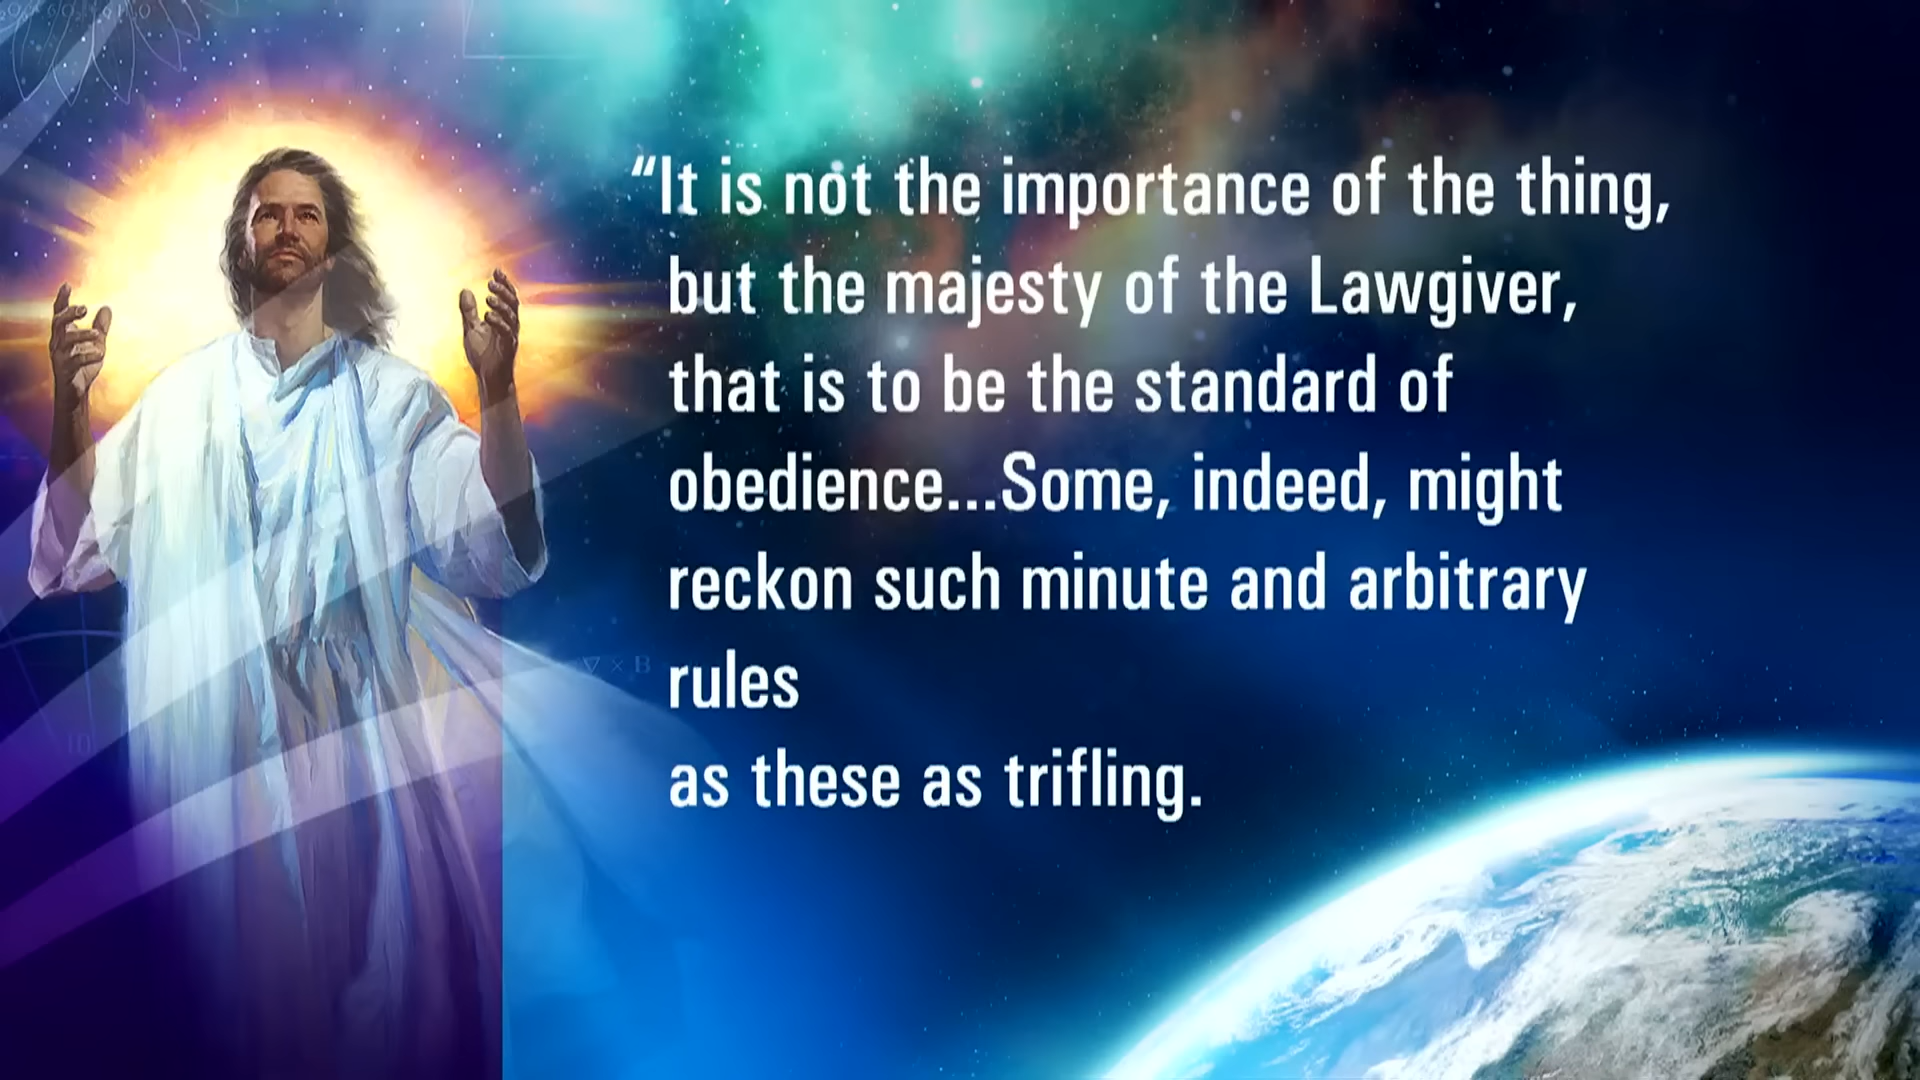 “It is not the importance of the thing,
but the majesty of the Lawgiver,
that is to be the standard of
obedience...Some, indeed, might
reckon such minute and arbitrary
rules
as these as trifling.
∇ × B